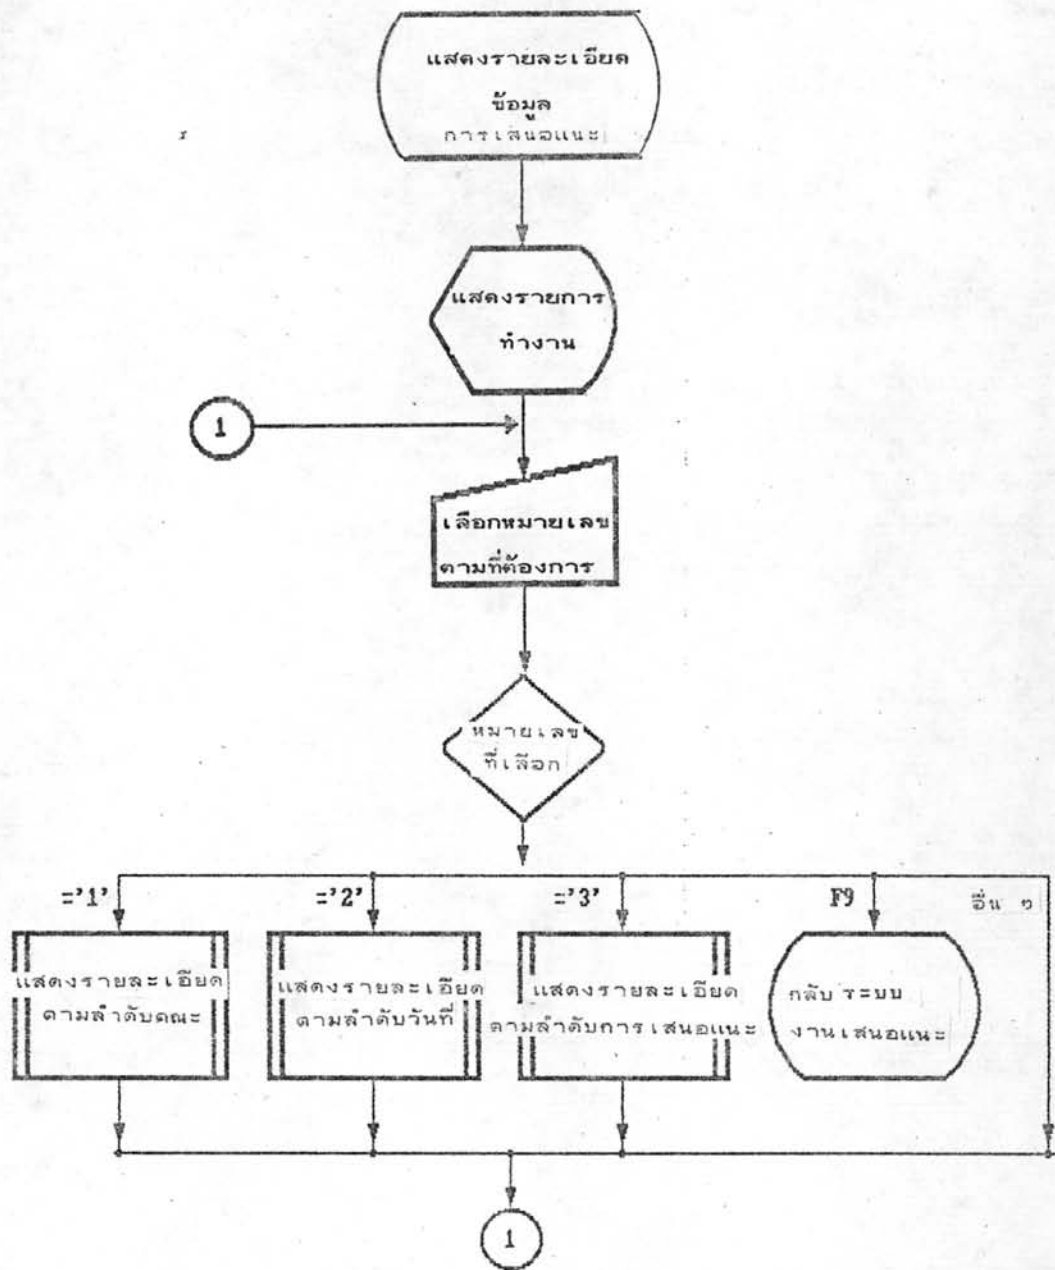 แสดงรายละเอียด
ข้อมูล
การเสนอแนะ
แสดงรายการ
ทำงาน
1
เลือกหมายเลข
ตามที่ต้องการ
หมายเลข
ที่เลือก
='1'
='2'
='3'
F9
อื่น ๆ
แสดงรายละเอียด
ตามลำดับคณะ
แสดงรายละเอียด
ตามลำดับวันที่
แสดงรายละเอียด
ตามลำดับการเสนอแนะ
กลับระบบ
งานเสนอแนะ
1